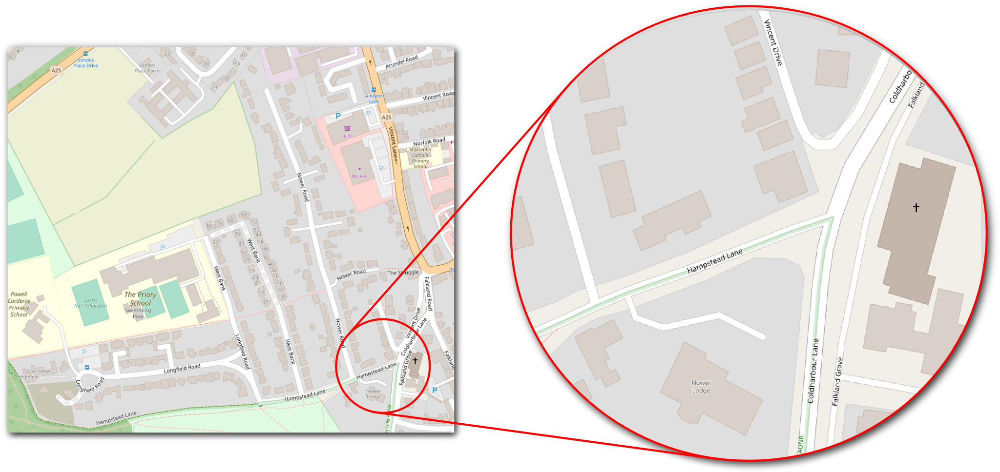 14
16
A25
Sondes
Place Drive
Sondes
Place Farm
22
35
39
15
15a
17
19
23
Arundel Road
Vincent
Lane
Vincent Road
P
P
A25
Lidl
Vincent Lane
Norfolk Road
St Joseph's
Catholic
Primary
School
P
Wickes
Nower Road
66
62
60
56
52
50
48
46
44
42
40
38
36
34
32
30
37
35
33
31
29
25
23
21
19
17
West Bank
P
West Bank
Nower Road
The Struggle
To
Falkland Road
Powell
Corderoy
Primary
School
Sports
Hall (Inflatable)
The Priory
School
Swimming
Pool
Nower Road
Vincent Drive
Coldharbour Lane
Falkland Grove
Falkland
Longfield Road
West Bank
P
Longfield Road
Downsview
Highfield
Longfield Road
AONB
Hampstead Lane
Hampstead Lane
Hampstead Lane
Nower
Lodge
P
y Hills AONB
Vincent Drive
Coldharbo
Falkland
Hampstead Lane
Nower
Lodge
Coldharbour Lane
Falkland Grove
AONB